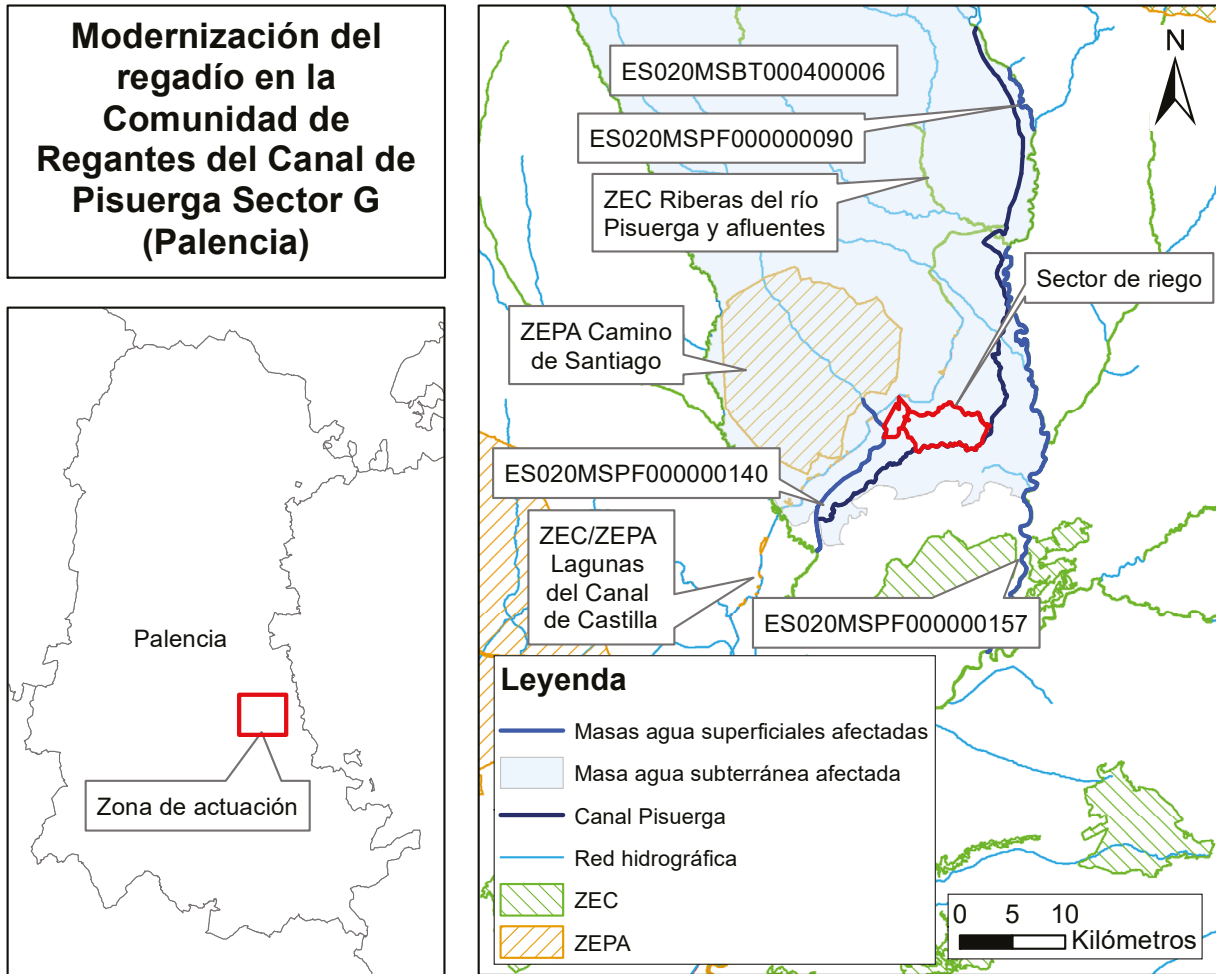 Modernización del
regadío en la
Comunidad de
Regantes del Canal de
Pisuerga Sector G
(Palencia)
Palencia
Zona de actuación
N
ES020MSBT000400006
ES020MSPF000000090
ZEC Riberas del río
Pisuerga y afluentes
Sector de riego
ZEPA Camino
de Santiago
ES020MSPF000000140
ZEC/ZEPA
Lagunas
del Canal
de Castilla
ES020MSPF000000157
Leyenda
Masas agua superficiales afectadas
Masa agua subterránea afectada
Canal Pisuerga
Red hidrográfica
ZEC
ZEPA
0 5 10
Kilómetros